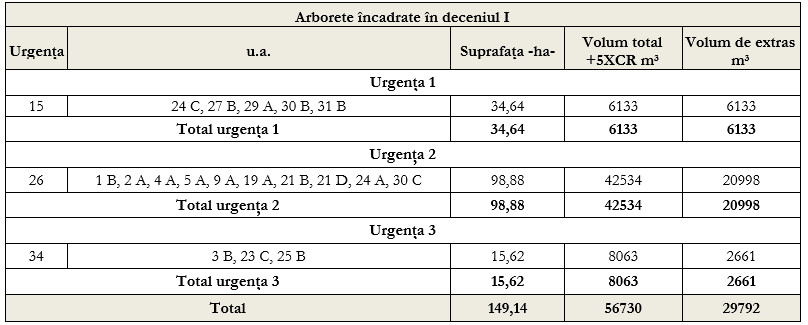 Arborete încadrate în deceniul I
Urgența u.a. Suprafața -ha- Volum total +5XCR m³ Volum de extras m³
Urgența 1
15 24 C, 27 B, 29 A, 30 B, 31 B 34,64 6133 6133
Total urgența 1 34,64 6133 6133
Urgența 2
26 1 B, 2 A, 4 A, 5 A, 9 A, 19 A, 21 B, 21 D, 24 A, 30 C 98,88 42534 20998
Total urgența 2 98,88 42534 20998
Urgența 3
34 3 B, 23 C, 25 B 15,62 8063 2661
Total urgența 3 15,62 8063 2661
Total 149,14 56730 29792